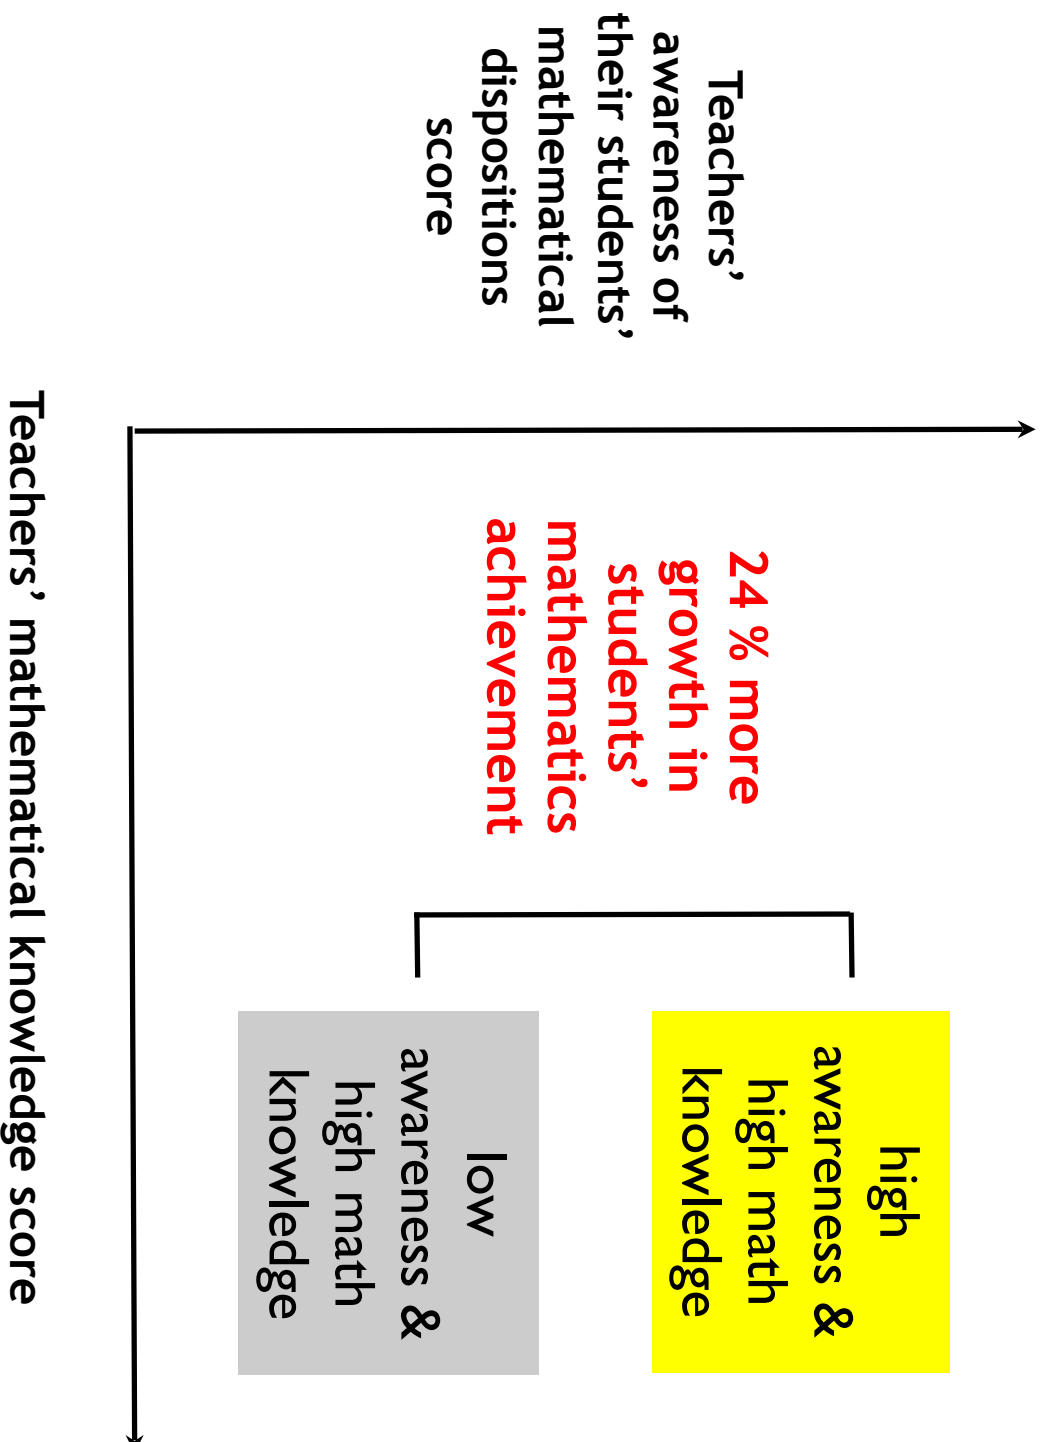 Teachers’
awareness of
their students’
mathematical
dispositions
score
24 % more
growth in
students’
mathematics
achievement
high
awareness &
high math
knowledge
low
awareness &
high math
knowledge
Teachers’ mathematical knowledge score